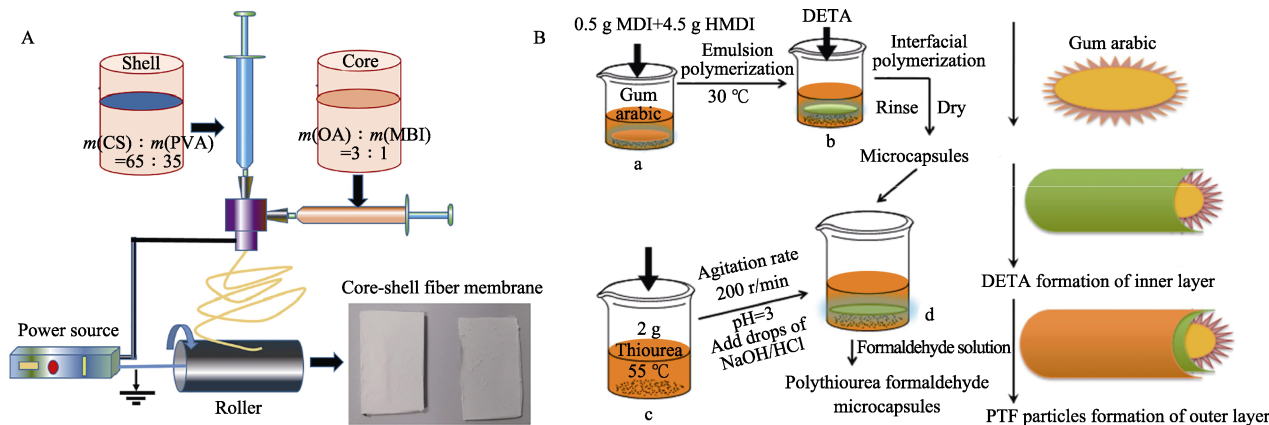 A
Shell
m(CS)：m(PVA)
=65：35
Core
m(OA)：m(MBI)
=3：1
Core-shell fiber membrane
Power source
Roller
B
0.5 g MDI+4.5 g HMDI
Gum
arabic
a
Emulsion
polymerization
30 ℃
DETA
b
Interfacial
polymerization
Rinse
Dry
Microcapsules
2 g
Thiourea
55 ℃
c
Agitation rate
200 r/min
pH=3
Add drops of
NaOH/HCl
d
Formaldehyde solution
Polythiourea formaldehyde
microcapsules
Gum arabic
DETA formation of inner layer
PTF particles formation of outer layer